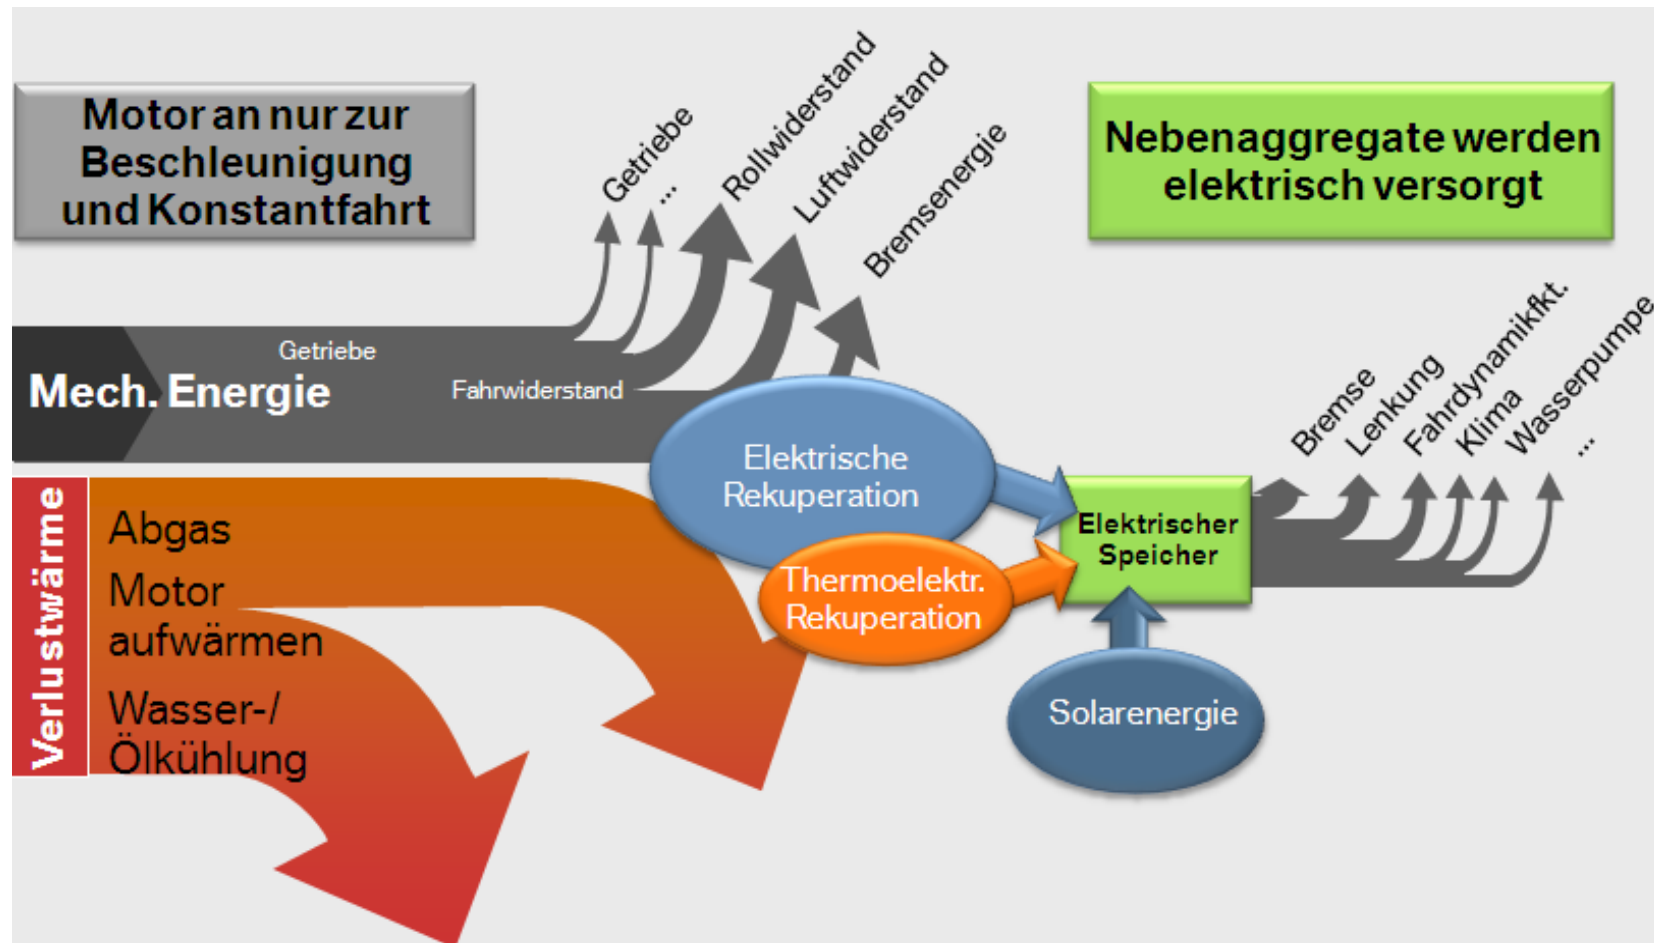 Motor an nur zur
Beschleunigung
und Konstantfahrt
Getriebe
...
Rollwiderstand
Luftwiderstand
Bremsenergie
Nebenaggregate werden
elektrisch versorgt
Getriebe
Mech. Energie
Fahrwiderstand
Elektrische
Rekuperation
Thermoelektr.
Rekuperation
Elektrischer
Speicher
Solarenergie
Bremse
Lenkung
Fahrdynamikfkt.
Klima
Wasserpumpe
...
Verlustwärme
Abgas
Motor
aufwärmen
Wasser-/
Ölkühlung